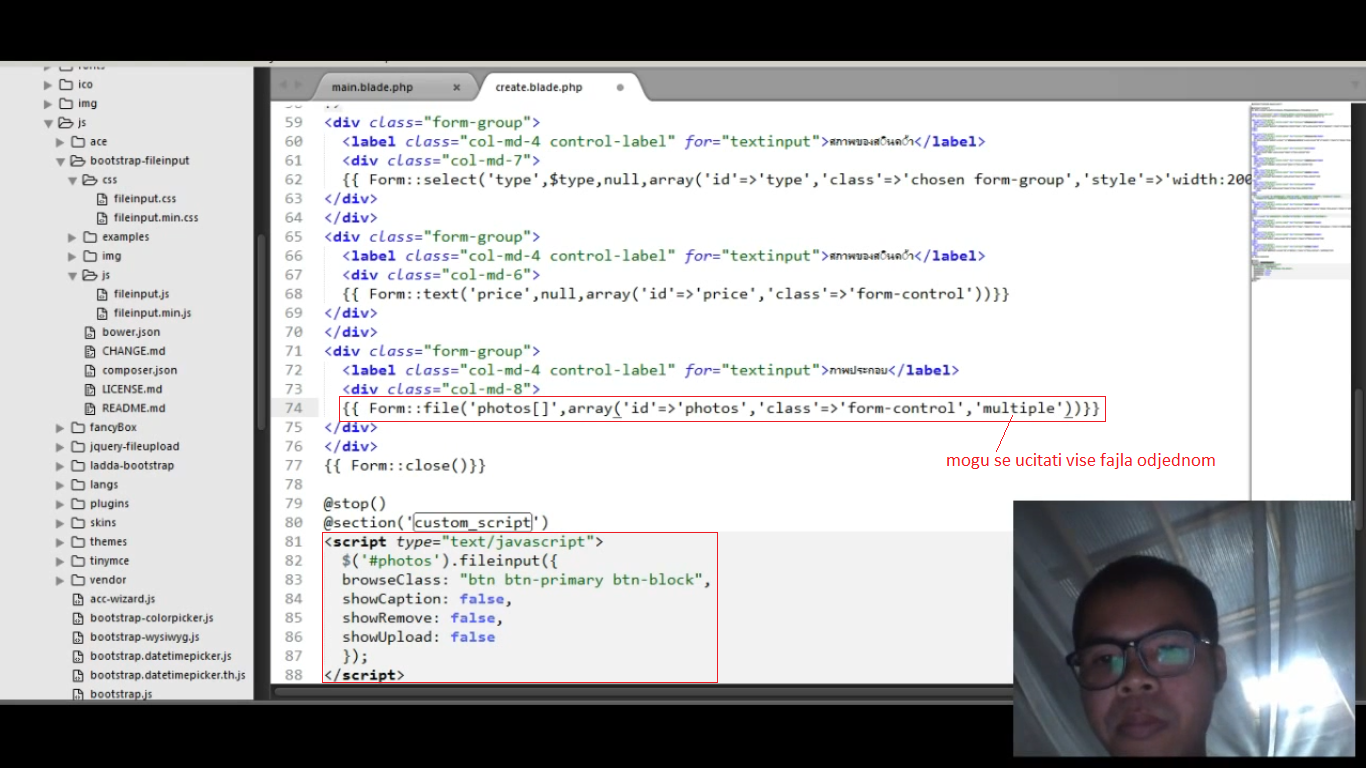 fonts
ico
img
js
ace
bootstrap-fileinput
css
fileinput.css
fileinput.min.css
examples
img
js
fileinput.js
fileinput.min.js
bower.json
CHANGE.md
composer.json
LICENSE.md
README.md
fancyBox
jquery-fileupload
ladda-bootstrap
langs
plugins
skins
themes
tinymce
vendor
acc-wizard.js
bootstrap-colorpicker.js
bootstrap-wysiwyg.js
bootstrap.datetimepicker.js
bootstrap.datetimepicker.th.js
bootstrap.js
main.blade.php × create.blade.php
59 <div class="form-group">
60 <label class="col-md-4 control-label" for="textinput">สภาพของสินค้า</label>
61 <div class="col-md-7">
62 {{ Form::select('type',$type,null,array('id'=>'type','class'=>'chosen form-group','style'=>'width:200
63 </div>
64 </div>
65 <div class="form-group">
66 <label class="col-md-4 control-label" for="textinput">สภาพของสินค้า</label>
67 <div class="col-md-6">
68 {{ Form::text('price',null,array('id'=>'price','class'=>'form-control'))}}
69 </div>
70 </div>
71 <div class="form-group">
72 <label class="col-md-4 control-label" for="textinput">ภาพประกอบ</label>
73 <div class="col-md-8">
74 {{ Form::file('photos[]',array('id'=>'photos','class'=>'form-control','multiple'))}}
75 </div>
76 </div>
77 {{ Form::close()}}
78
79 @stop()
80 @section('custom_script')
81 <script type="text/javascript">
82 $('#photos').fileinput({
83 browseClass: "btn btn-primary btn-block",
84 showCaption: false,
85 showRemove: false,
86 showUpload: false
87 });
88 </script>
mogu se ucitati vise fajla odjednom